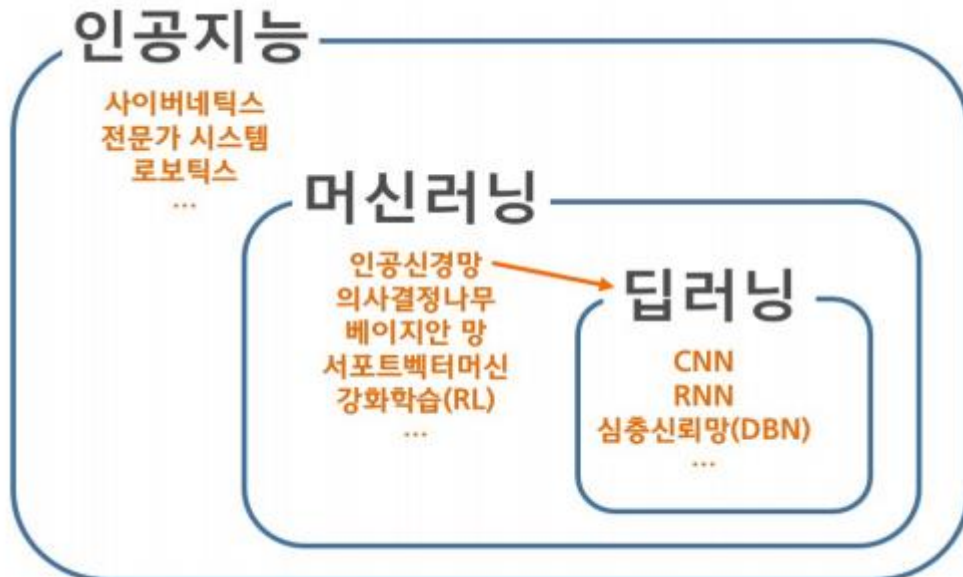 인공지능
사이버네틱스
전문가 시스템
로보틱스
...
머신러닝
인공신경망
의사결정나무
베이지안 망
서포트벡터머신
강화학습(RL)
...
딥러닝
CNN
RNN
심층신뢰망(DBN)
...